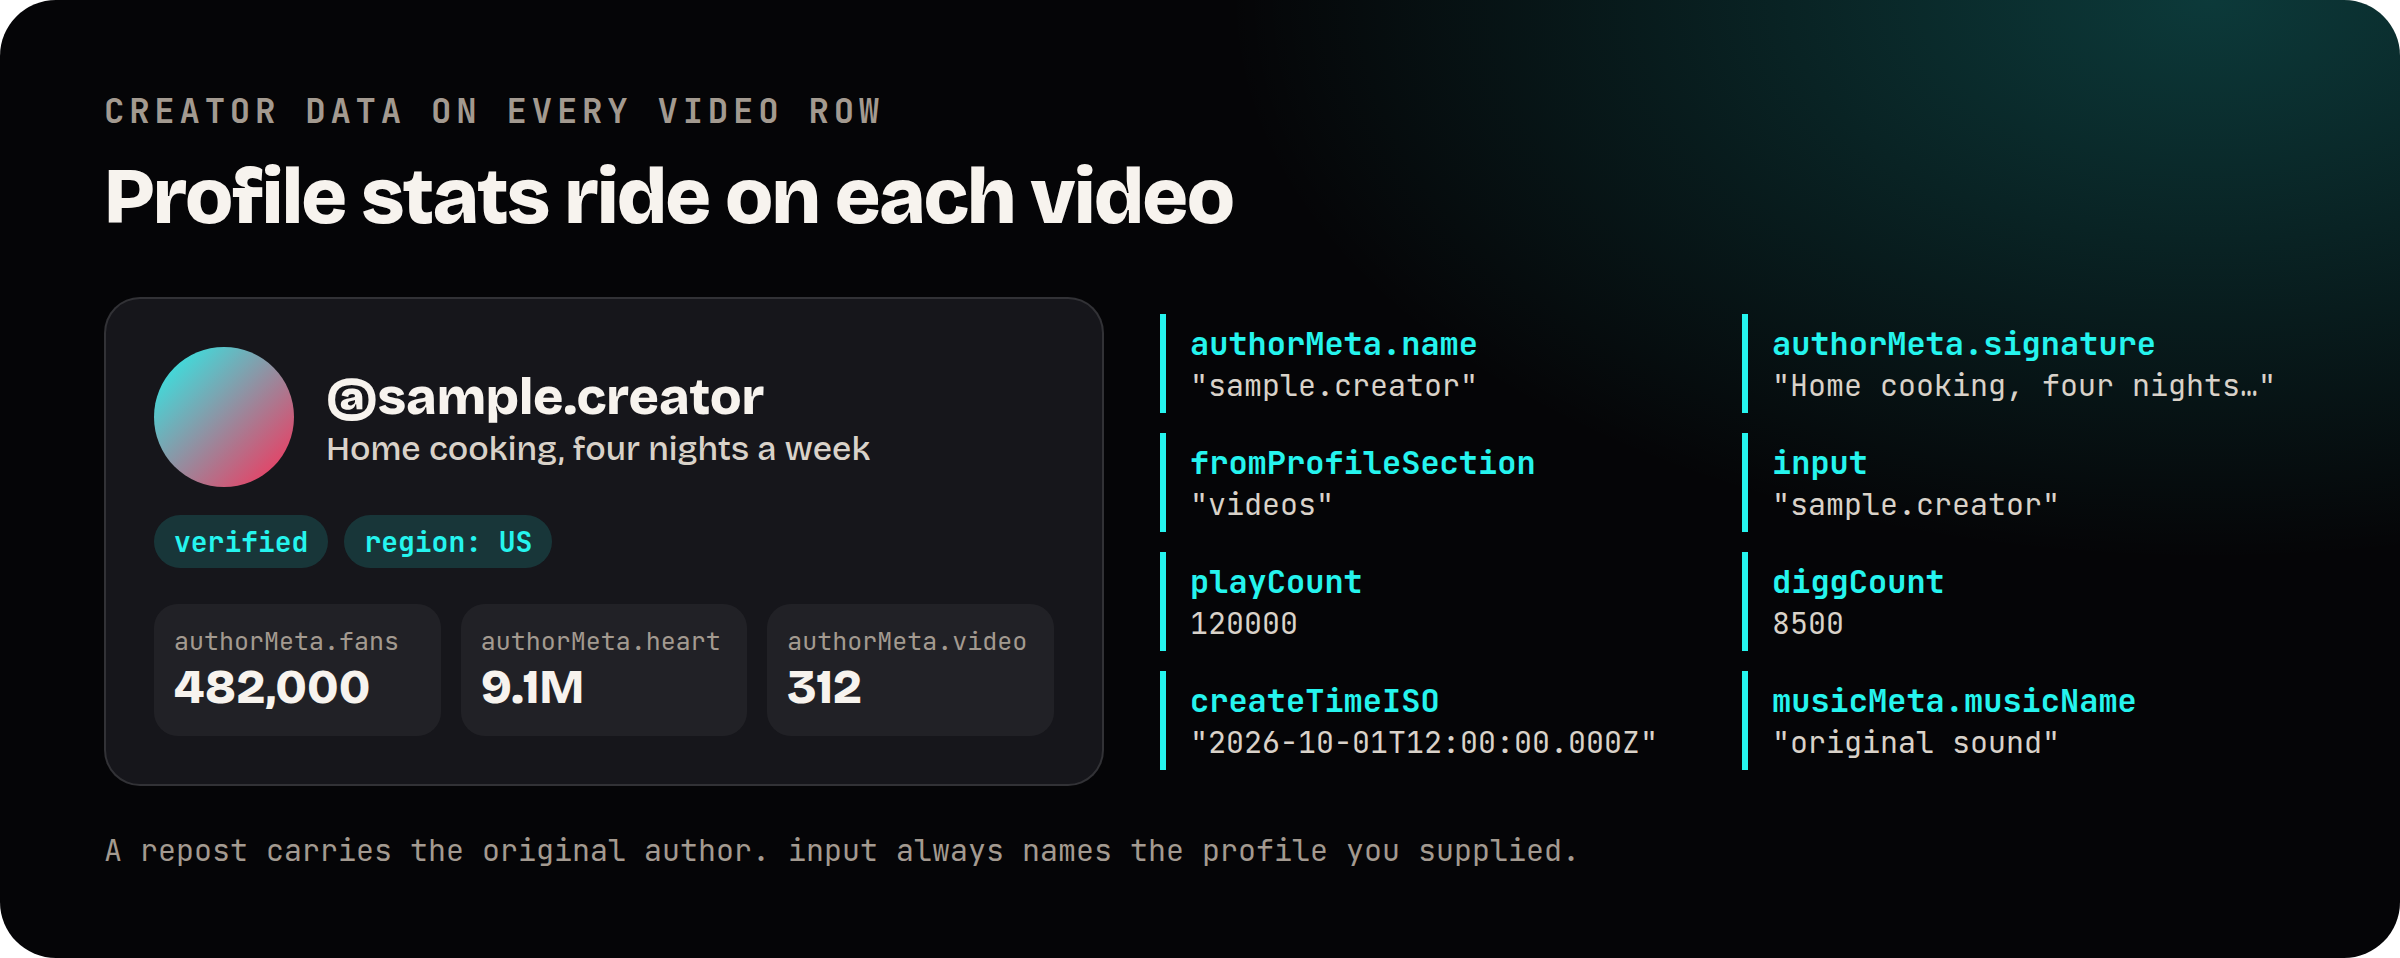 CREATOR DATA ON EVERY VIDEO ROW
Profile stats ride on each video
@sample.creator
Home cooking, four nights a week
verified
region: US
authorMeta.fans
482,000
authorMeta.heart
9.1M
authorMeta.video
312
authorMeta.name
"sample.creator"
authorMeta.signature
"Home cooking, four nights…"
fromProfileSection
"videos"
input
"sample.creator"
playCount
120000
diggCount
8500
createTimeISO
"2026-10-01T12:00:00.000Z"
musicMeta.musicName
"original sound"
A repost carries the original author. input always names the profile you supplied.